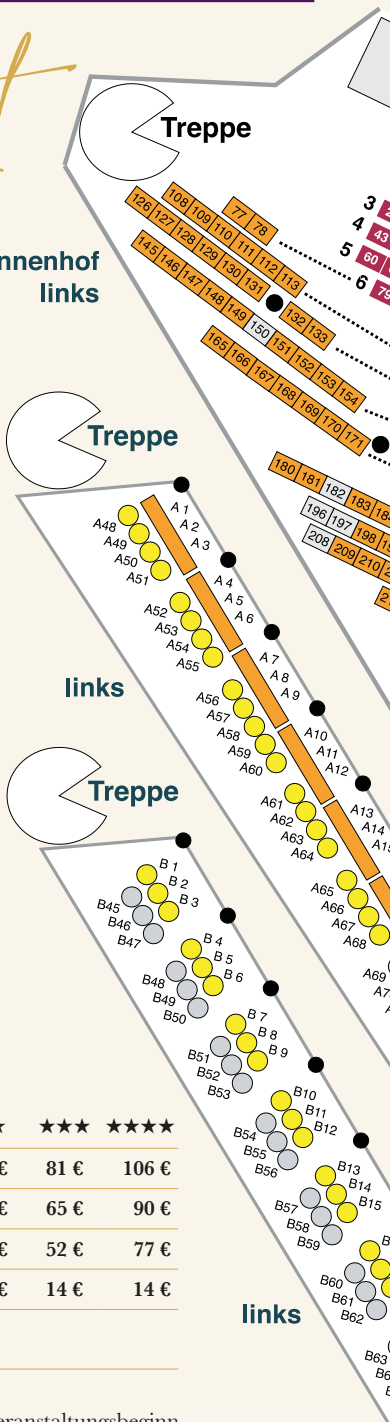 Treppe
3
4
43
5
60
6
79
126 127 128 129 130 131
108 109 110 111 112 113
77 78
132 133
nnenhof
links
145 146 147 148 149 150 151 152 153 154
165 166 167 168 169 170 171
Treppe
180 181 182 183
196 197 198
208 209 210
A 1
A 2
A 3
A48
A49
A50
A51
A 4
A 5
A 6
A52
A53
A54
A55
A 7
A 8
A 9
links
A56
A57
A58
A59
A60
A10
A11
A12
Treppe
A61
A62
A63
A64
A13
A14
B 1
B 2
B 3
B45
B46
B47
A65
A66
A67
A68
B 4
B 5
B 6
B48
B49
B50
A69
B 7
B 8
B 9
B51
B52
B53
B10
B11
B12
B54
B55
B56
★★★ ★★★★
€ 81 € 106 €
€ 65 € 90 €
€ 52 € 77 €
€ 14 € 14 €
B13
B14
B15
B57
B58
B59
B60
B61
B62
links
B63
eranstaltungsbeginn